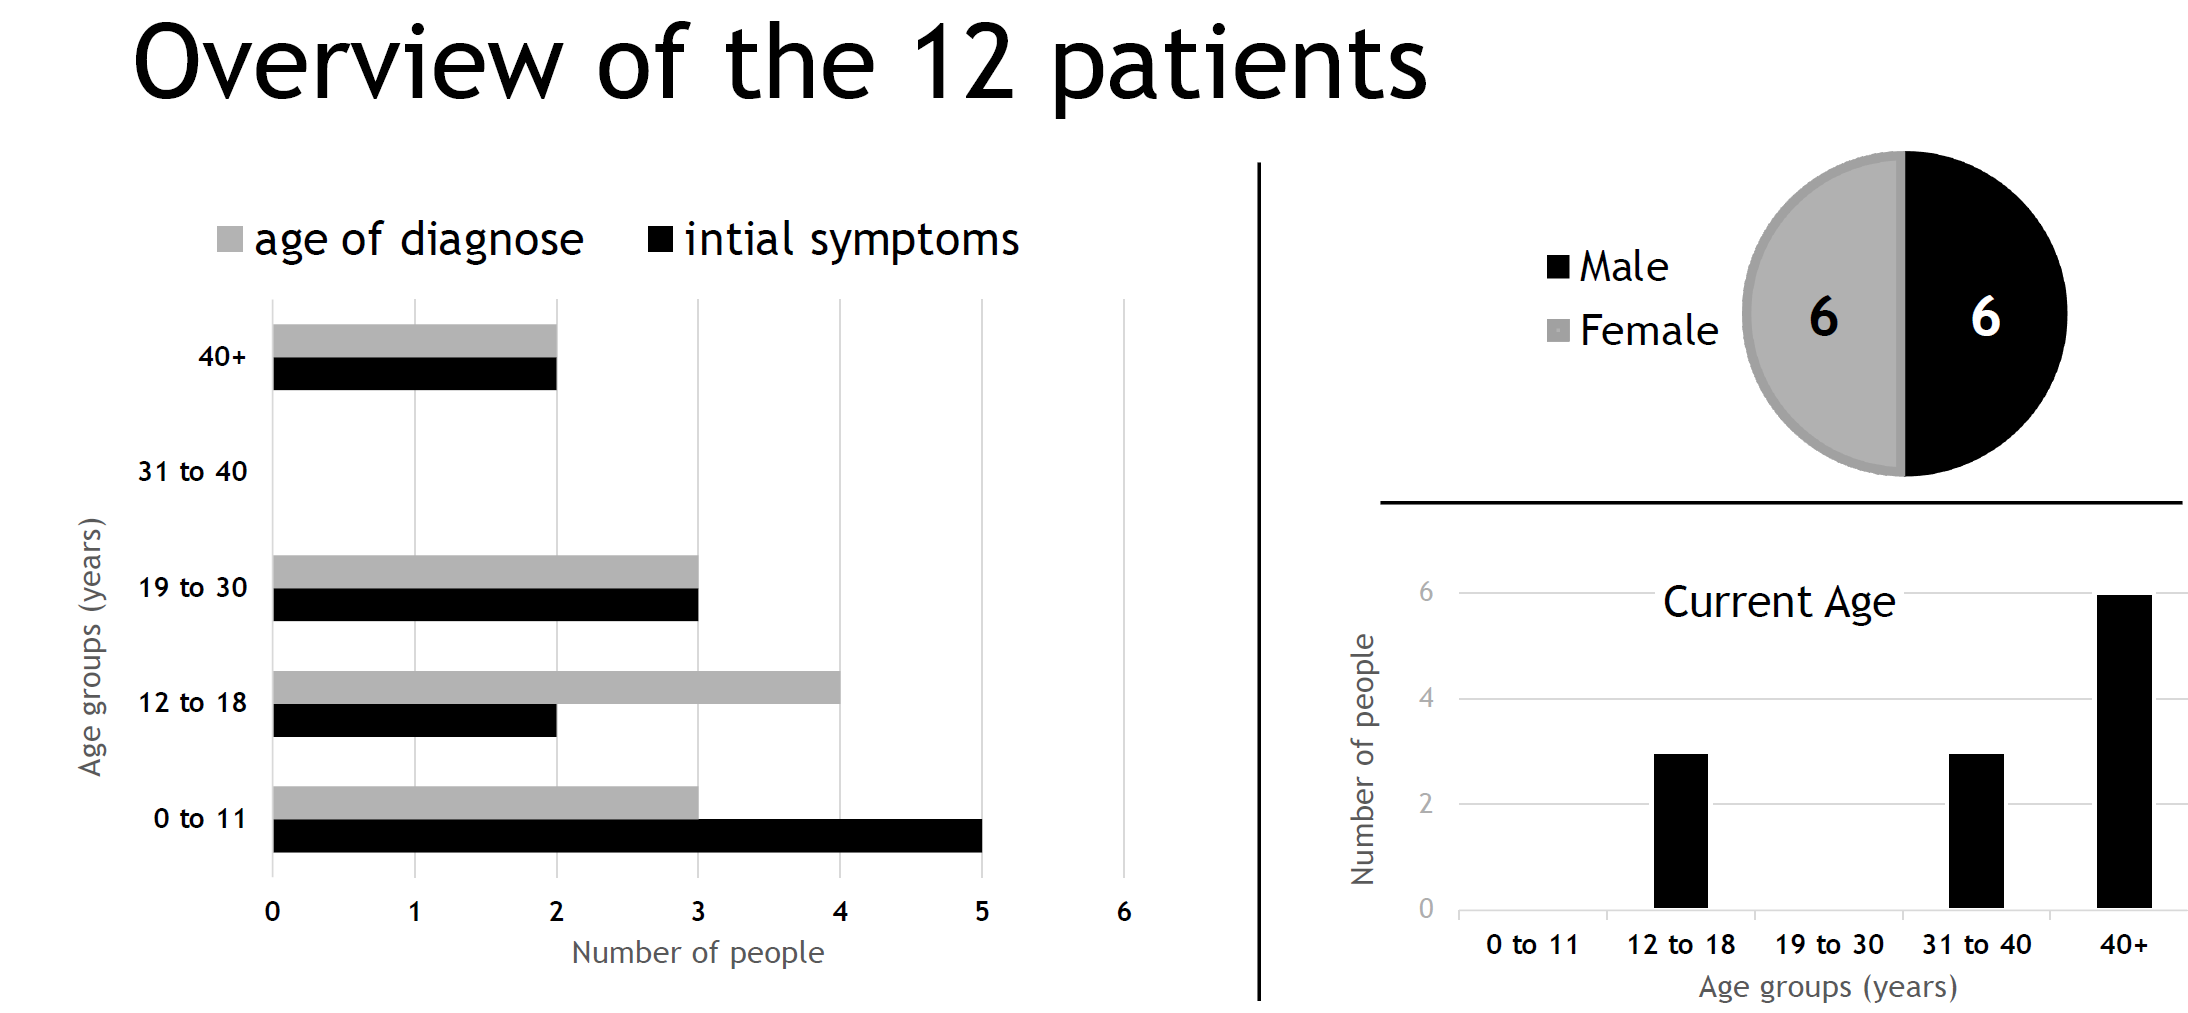 Overview of the 12 patients
age of diagnose
intial symptoms
40+
31 to 40
19 to 30
12 to 18
0 to 11
Age groups (years)
0 1 2 3 4 5 6
Number of people
Male
Female
6 6
Current Age
6
4
2
0
Number of people
0 to 11 12 to 18 19 to 30 31 to 40 40+
Age groups (years)